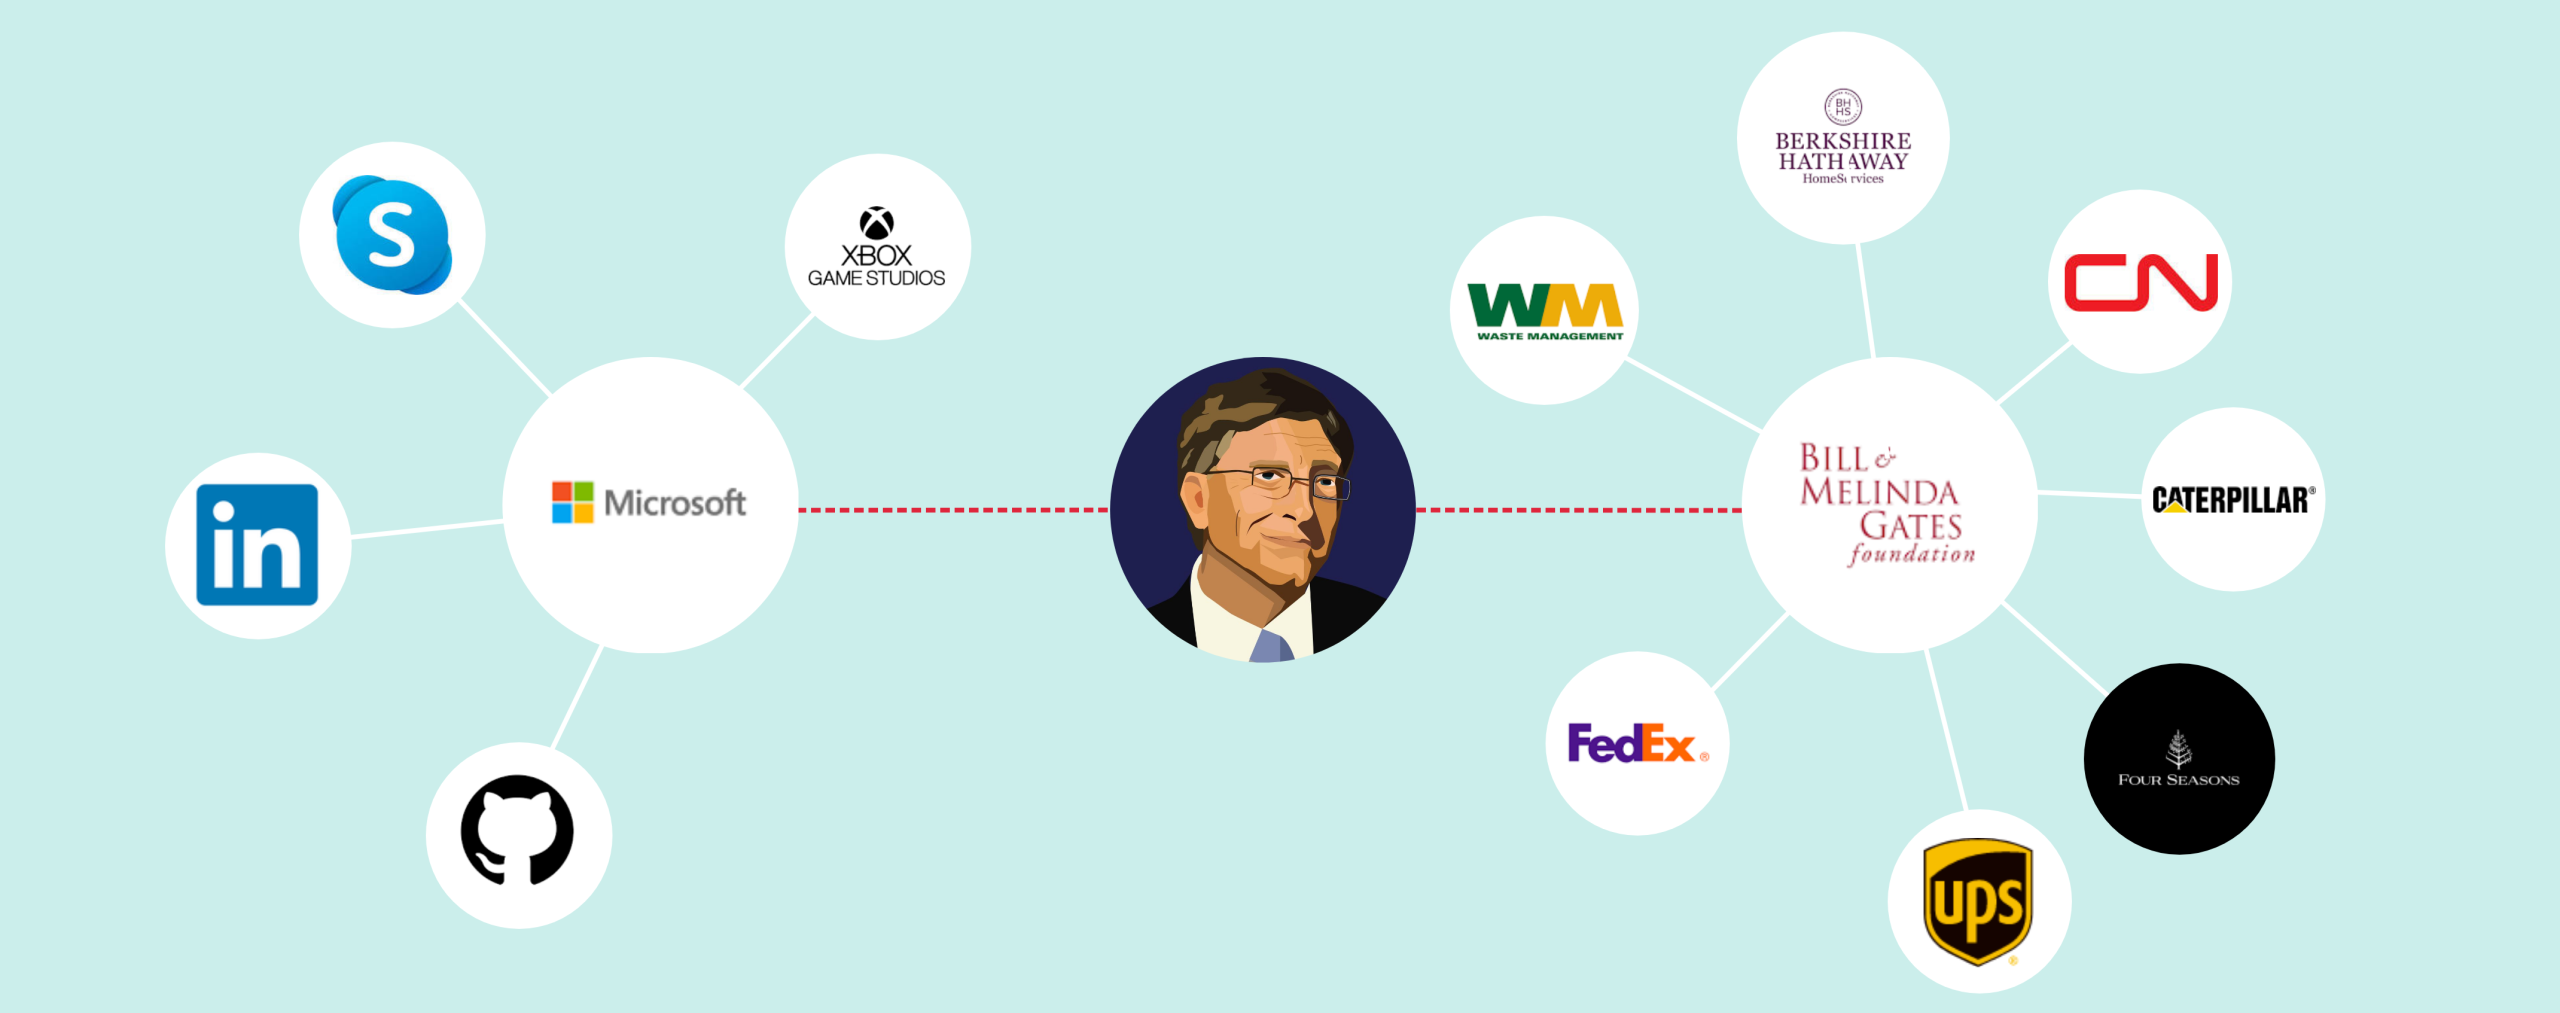 S
XBOX
GAME STUDIOS
in
Microsoft
BH
HS
BERKSHIRE
HATHAWAY
HomeServices
WM
WASTE MANAGEMENT
CN
BILL &
MELINDA
GATES
foundation
CATERPILLAR®
FedEx®
FOUR SEASONS
ups
®